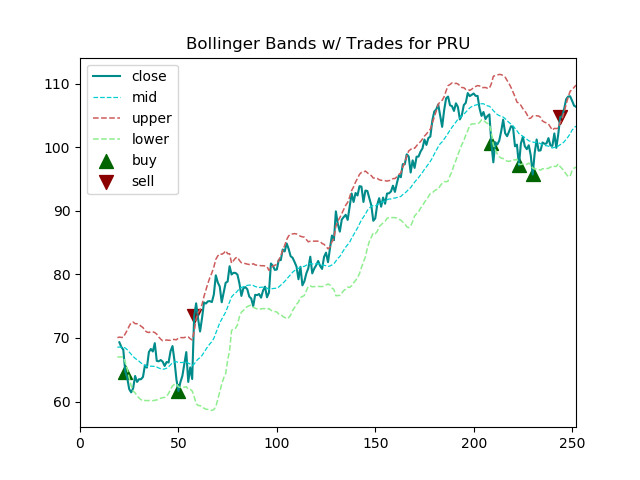 Bollinger Bands w/ Trades for PRU
close
mid
upper
lower
buy
sell
110
100
90
80
70
60
0 50 100 150 200 250